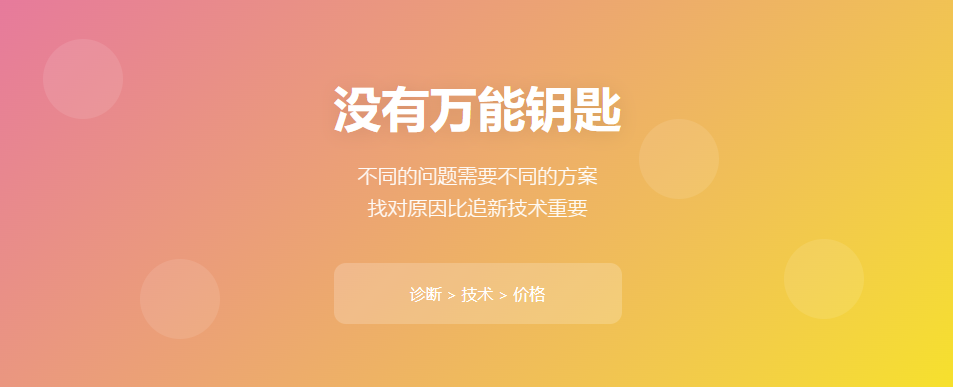 没有万能钥匙
不同的问题需要不同的方案
找对原因比追新技术重要
诊断 > 技术 > 价格